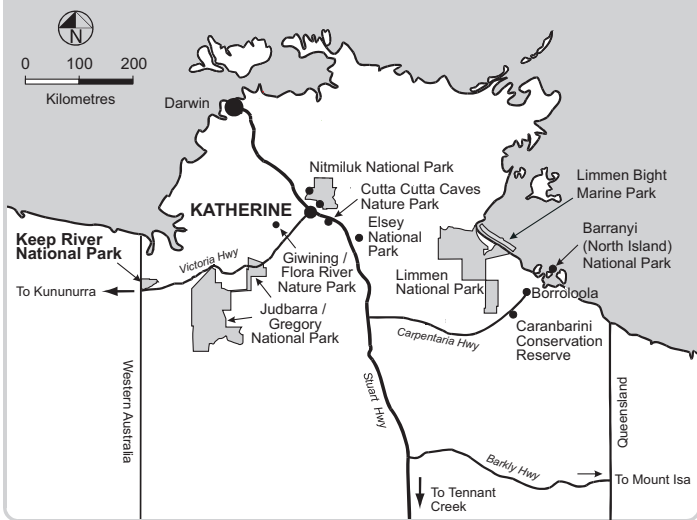 N
0 100 200
Kilometres
Darwin
Nitmiluk National Park
Cutta Cutta Caves
Nature Park
KATHERINE
Elsey
National
Park
Limmen Bight
Marine Park
Barranyi
(North Island)
National Park
Keep River
National Park
Victoria Hwy
Giwining /
Flora River
Nature Park
Limmen
National Park
To Kununurra
Borroloola
Judbarra /
Gregory
National Park
Carpentaria Hwy
Caranbarini
Conservation
Reserve
Western Australia
Stuart Hwy
Queensland
Barkly Hwy
To Mount Isa
To Tennant
Creek